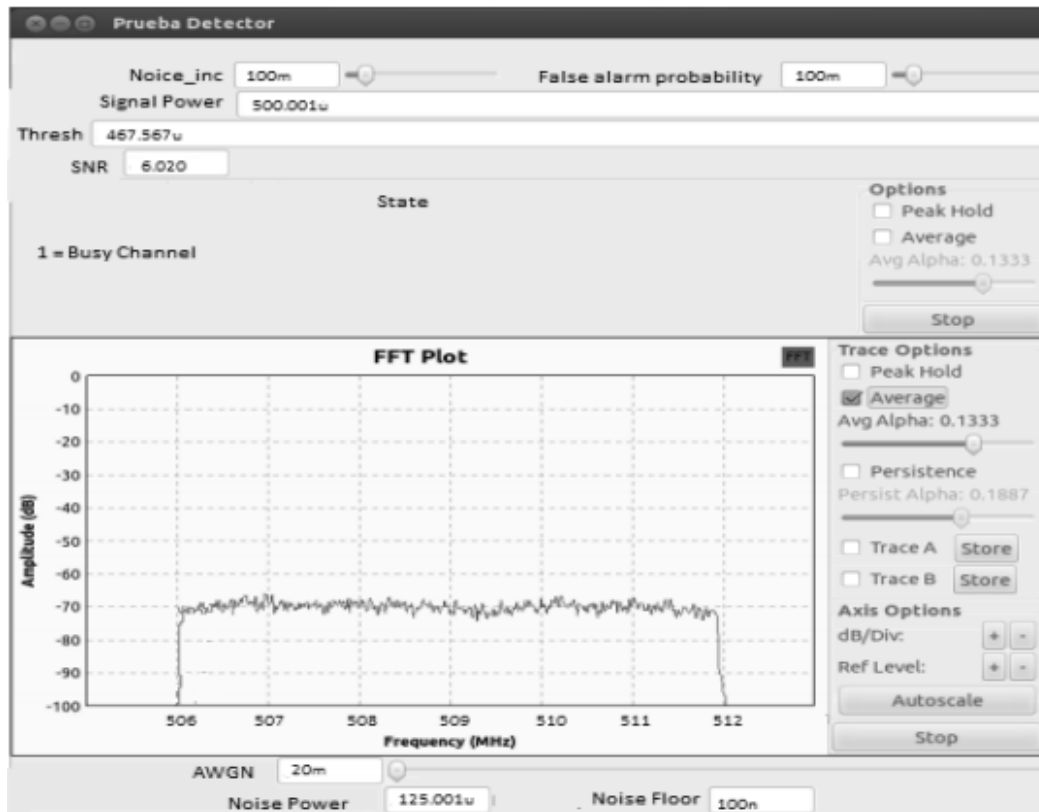 Prueba Detector
Noice_inc 100m False alarm probability 100m
Signal Power 500.001u
Thresh 467.567u
SNR 6.020
State
Options
Peak Hold
Average
Avg Alpha: 0.1333
1 = Busy Channel
Stop
FFT Plot
FFT
Trace Options
Peak Hold
Average
Avg Alpha: 0.1333
Persistence
Persist Alpha: 0.1887
Trace A Store
Trace B Store
Axis Options
dB/Div: + -
Ref Level: + -
Autoscale
Stop
Amplitude (dB)
0
-10
-20
-30
-40
-50
-60
-70
-80
-90
-100
506 507 508 509 510 511 512
Frequency (MHz)
AWGN 20m
Noise Power 125.001u Noise Floor 100n